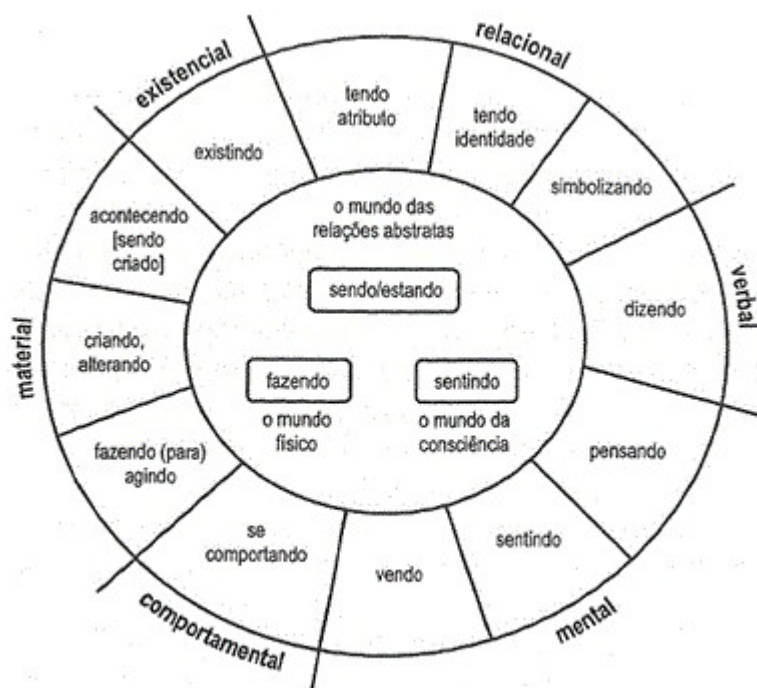 existencial
relacional
tendo
atributo
tendo
identidade
existindo
simbolizando
acontecendo
[sendo
criado]
o mundo das
relações abstratas
verbal
sendo/estando
dizendo
material
criando,
alterando
fazendo
sentindo
o mundo
físico
o mundo da
consciência
fazendo (para)
agindo
pensando
se
comportando
vendo
sentindo
comportamental
mental